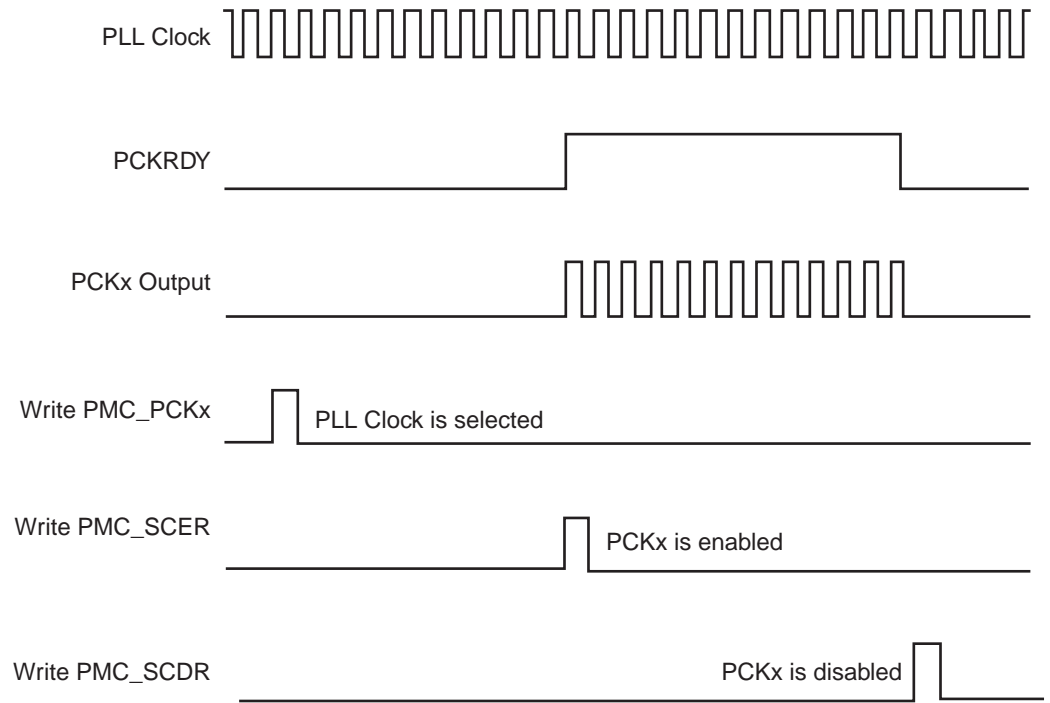 PLL Clock
PCKRDY
PCKx Output
Write PMC_PCKx
PLL Clock is selected
Write PMC_SCER
PCKx is enabled
Write PMC_SCDR
PCKx is disabled